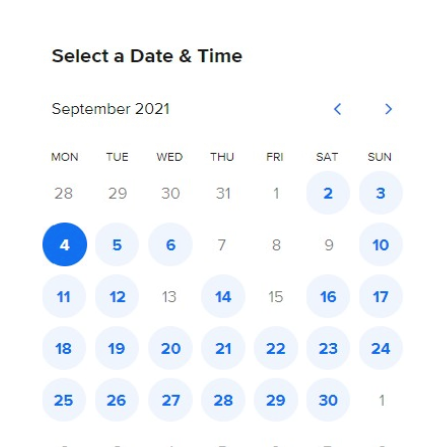 Select a Date & Time
September 2021
MON TUE WED THU FRI SAT SUN
28 29 30 31 1 2 3
4 5 6 7 8 9 10
11 12 13 14 15 16 17
18 19 20 21 22 23 24
25 26 27 28 29 30 1